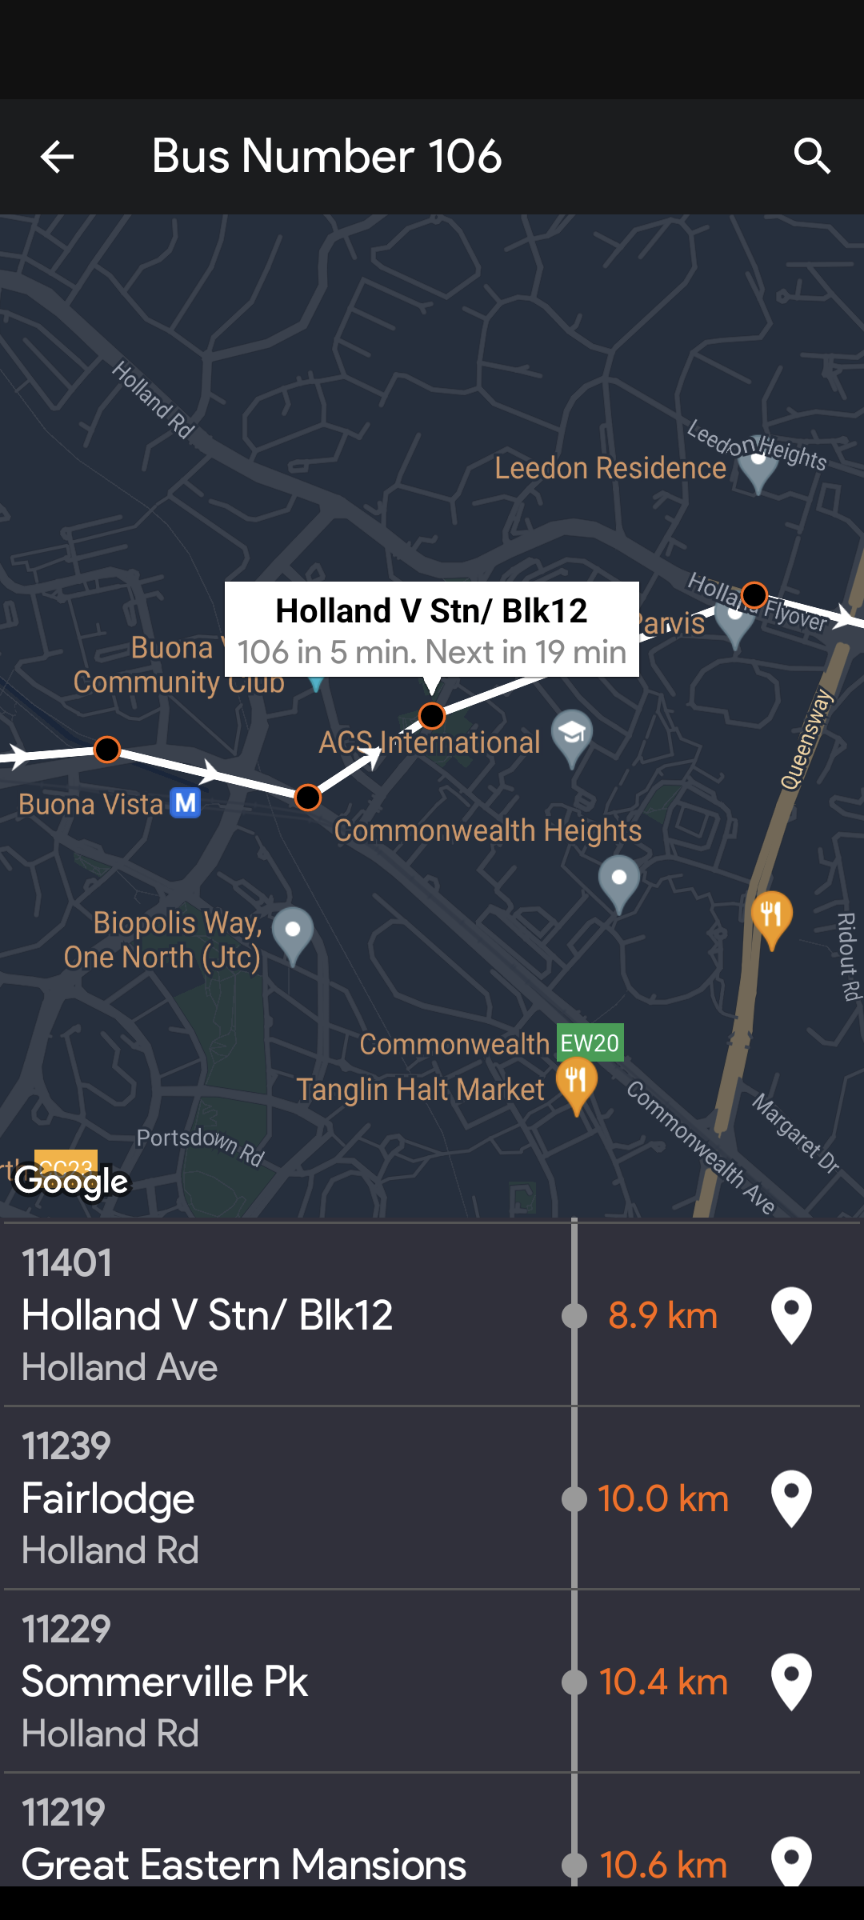 Bus Number 106
Holland Rd
Leedon Heights
Leedon Residence
Holland Flyover
Holland V Stn/ Blk12
106 in 5 min. Next in 19 min
Buona
Community Club
ACS International
Queensway
Buona Vista M
Commonwealth Heights
Biopolis Way,
One North (Jtc)
Ridout Rd
Commonwealth EW20
Tanglin Halt Market
Commonwealth Ave
Margaret Dr
Portsdown Rd
CC23
Google
11401
Holland V Stn/ Blk12
8.9 km
Holland Ave
11239
Fairlodge
10.0 km
Holland Rd
11229
Sommerville Pk
10.4 km
Holland Rd
11219
Great Eastern Mansions
10.6 km